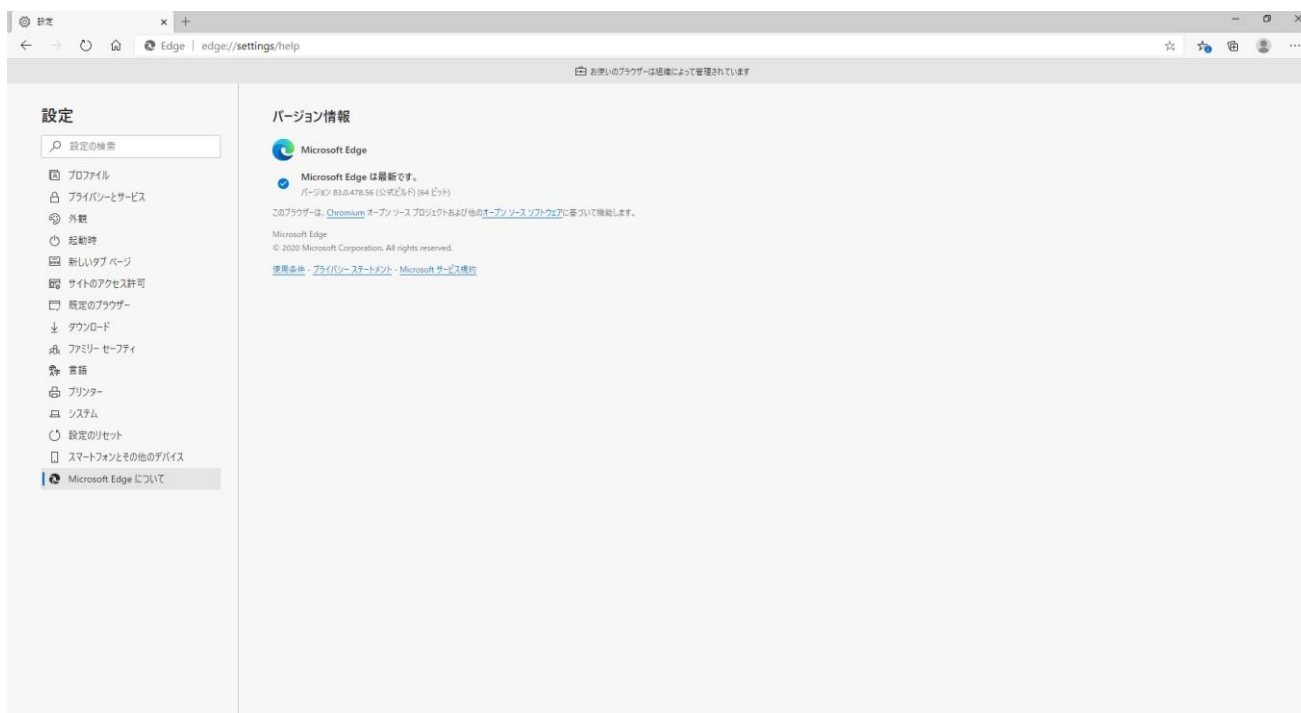 設定
Edge | edge://settings/help
お使いのブラウザーは組織によって管理されています
設定
設定の検索
プロファイル
プライバシーとサービス
外観
起動時
新しいタブ ページ
サイトのアクセス許可
既定のブラウザー
ダウンロード
ファミリー セーフティ
言語
プリンター
システム
設定のリセット
スマートフォンとその他のデバイス
Microsoft Edge について
バージョン情報
Microsoft Edge
Microsoft Edge は最新です。
バージョン 83.0.478.56 (公式ビルド) (64 ビット)
このブラウザーは、Chromium オープン ソース プロジェクトおよび他のオープン ソース ソフトウェアに基づいて機能します。
Microsoft Edge
© 2020 Microsoft Corporation. All rights reserved.
使用条件 - プライバシー ステートメント - Microsoft サービス規約